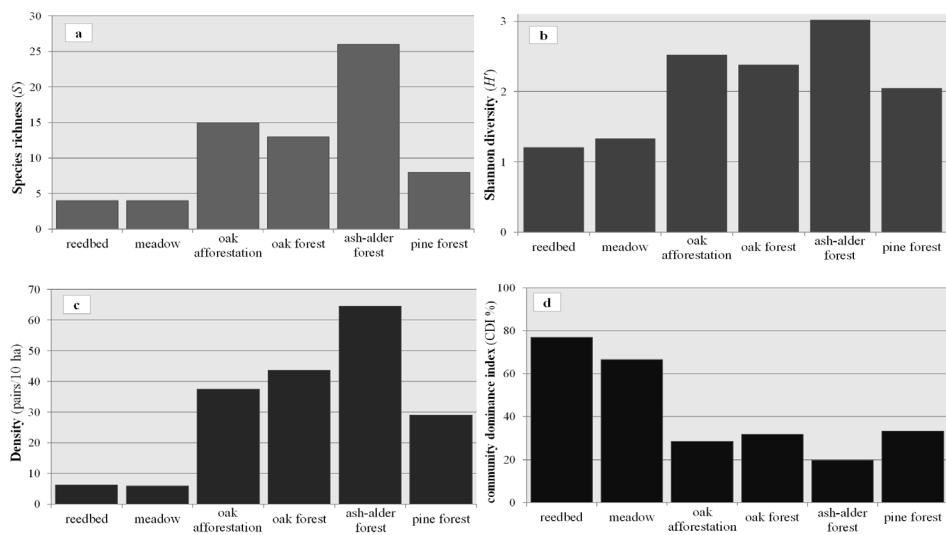 a
Species richness (S)
30
25
20
15
10
5
0
reedbed
meadow
oak
afforestation
oak forest
ash-alder
forest
pine forest
b
Shannon diversity (H')
3
2
1
0
reedbed
meadow
oak
afforestation
oak forest
ash-alder
forest
pine forest
c
Density (pairs/10 ha)
70
60
50
40
30
20
10
0
reedbed
meadow
oak
afforestation
oak forest
ash-alder
forest
pine forest
d
community dominance index (CDI %)
100
80
60
40
20
0
reedbed
meadow
oak
afforestation
oak forest
ash-alder
forest
pine forest